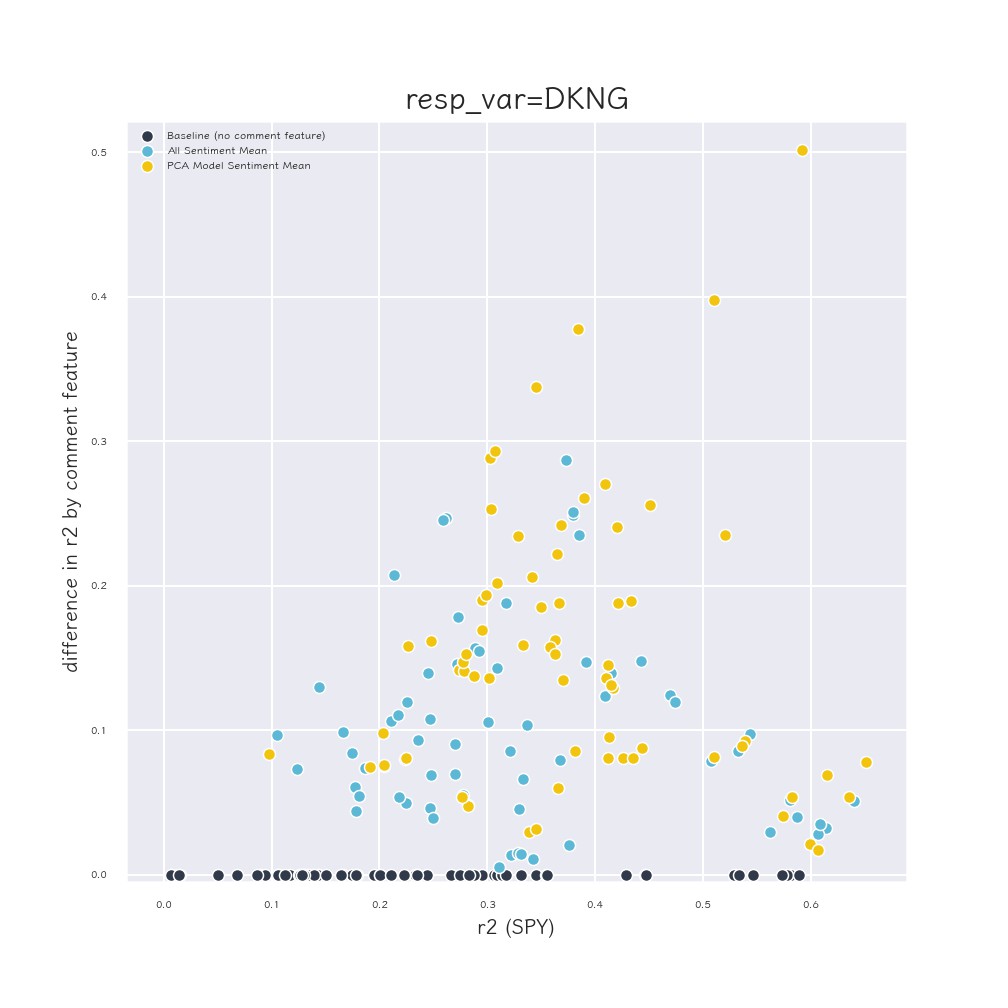 resp_var=DKNG
Baseline (no comment feature)
All Sentiment Mean
PCA Model Sentiment Mean
0.5
0.4
0.3
0.2
0.1
0.0
difference in r2 by comment feature
0.0 0.1 0.2 0.3 0.4 0.5 0.6
r2 (SPY)